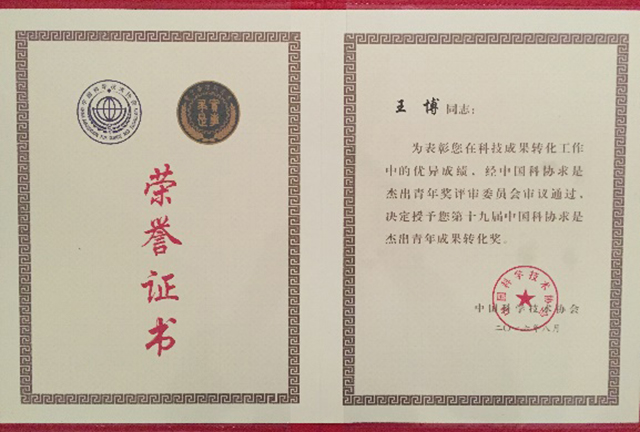 荣誉证书
王博 同志：
为表彰您在科技成果转化工作
中的优异成绩，经中国科协求是
杰出青年奖评审委员会审议通过，
决定授予您第十九届中国科协求是
杰出青年成果转化奖。
中国科学技术协会